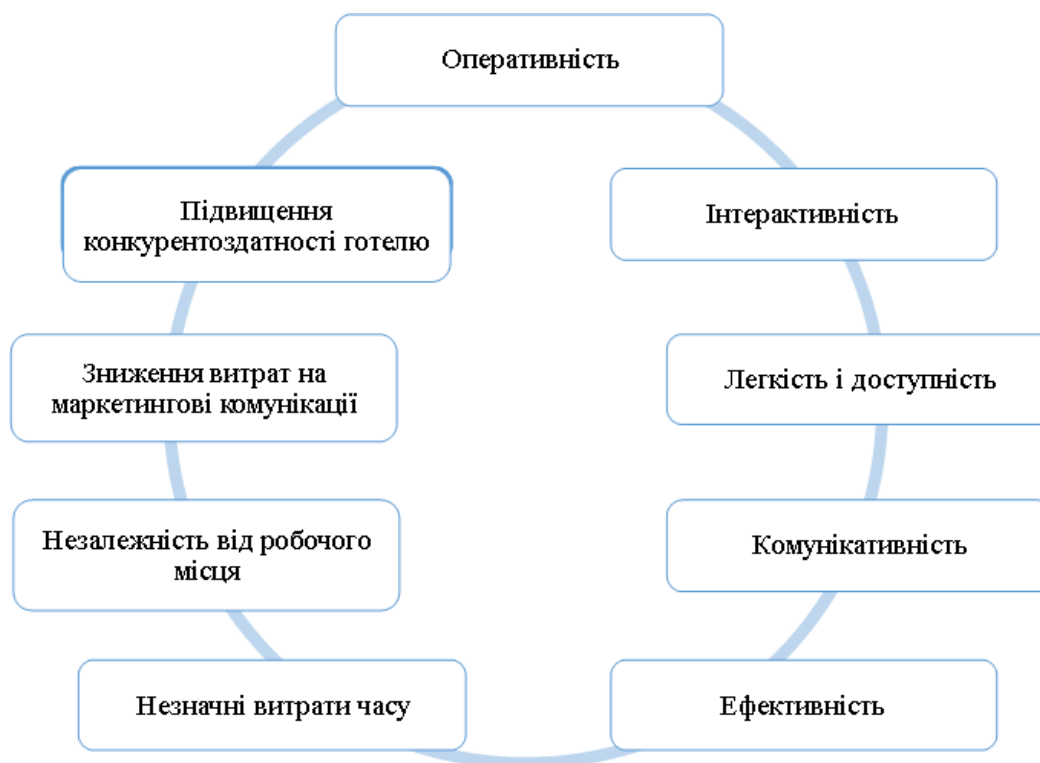 Оперативність
Підвищення
конкурентоздатності готелю
Інтерактивність
Зниження витрат на
маркетингові комунікації
Легкість і доступність
Незалежність від робочого
місця
Комунікативність
Незначні витрати часу
Ефективність